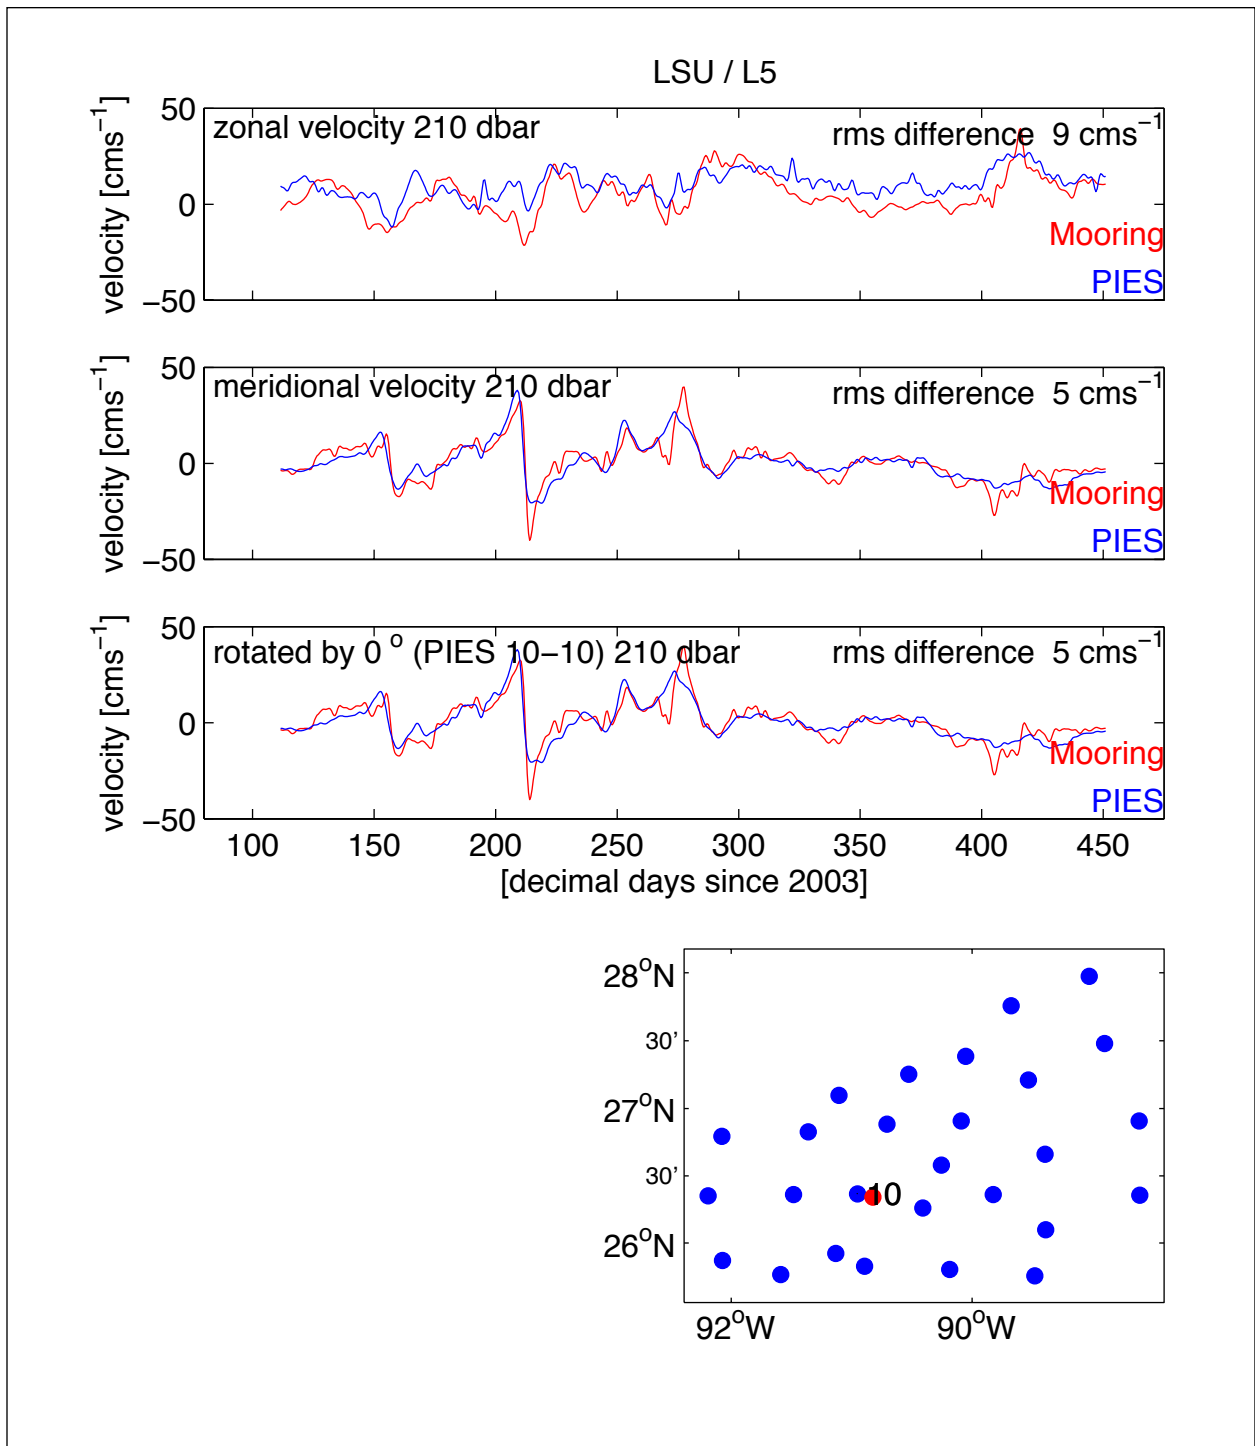 LSU / L5
50
0
−50
velocity [cms⁻¹]
zonal velocity 210 dbar
rms difference 9 cms⁻¹
Mooring
PIES
50
0
−50
velocity [cms⁻¹]
meridional velocity 210 dbar
rms difference 5 cms⁻¹
Mooring
PIES
50
0
−50
velocity [cms⁻¹]
rotated by 0 ° (PIES 10−10) 210 dbar
rms difference 5 cms⁻¹
Mooring
PIES
100 150 200 250 300 350 400 450
[decimal days since 2003]
28°N
30’
27°N
30’
10
26°N
92°W 90°W